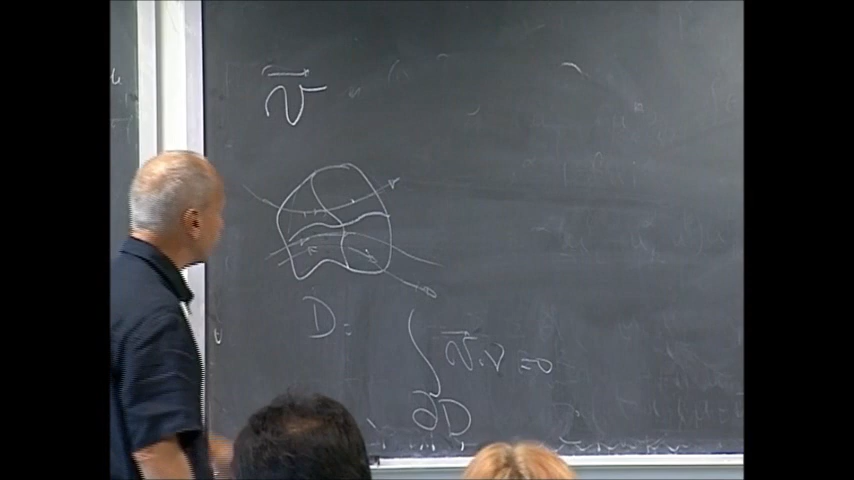 v⃗
D =
∫_{∂D} v⃗ · ν = 0